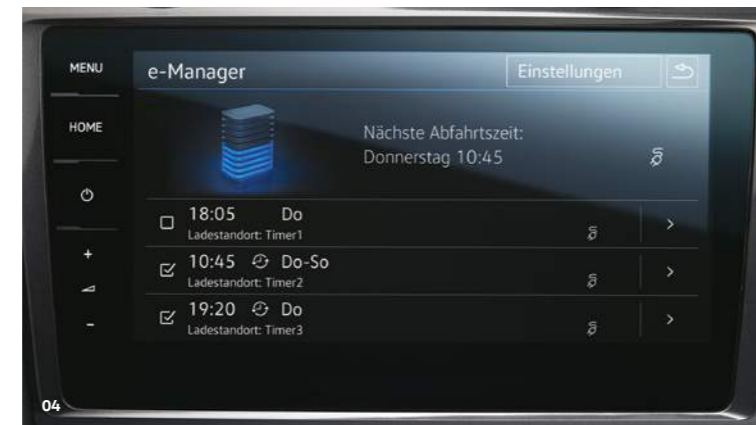 MENU
HOME
+
-
e-Manager
Einstellungen
Nächste Abfahrtszeit:
Donnerstag 10:45
18:05 Do
Ladestandort: Timer1
10:45 Do-So
Ladestandort: Timer2
19:20 Do
Ladestandort: Timer3
04